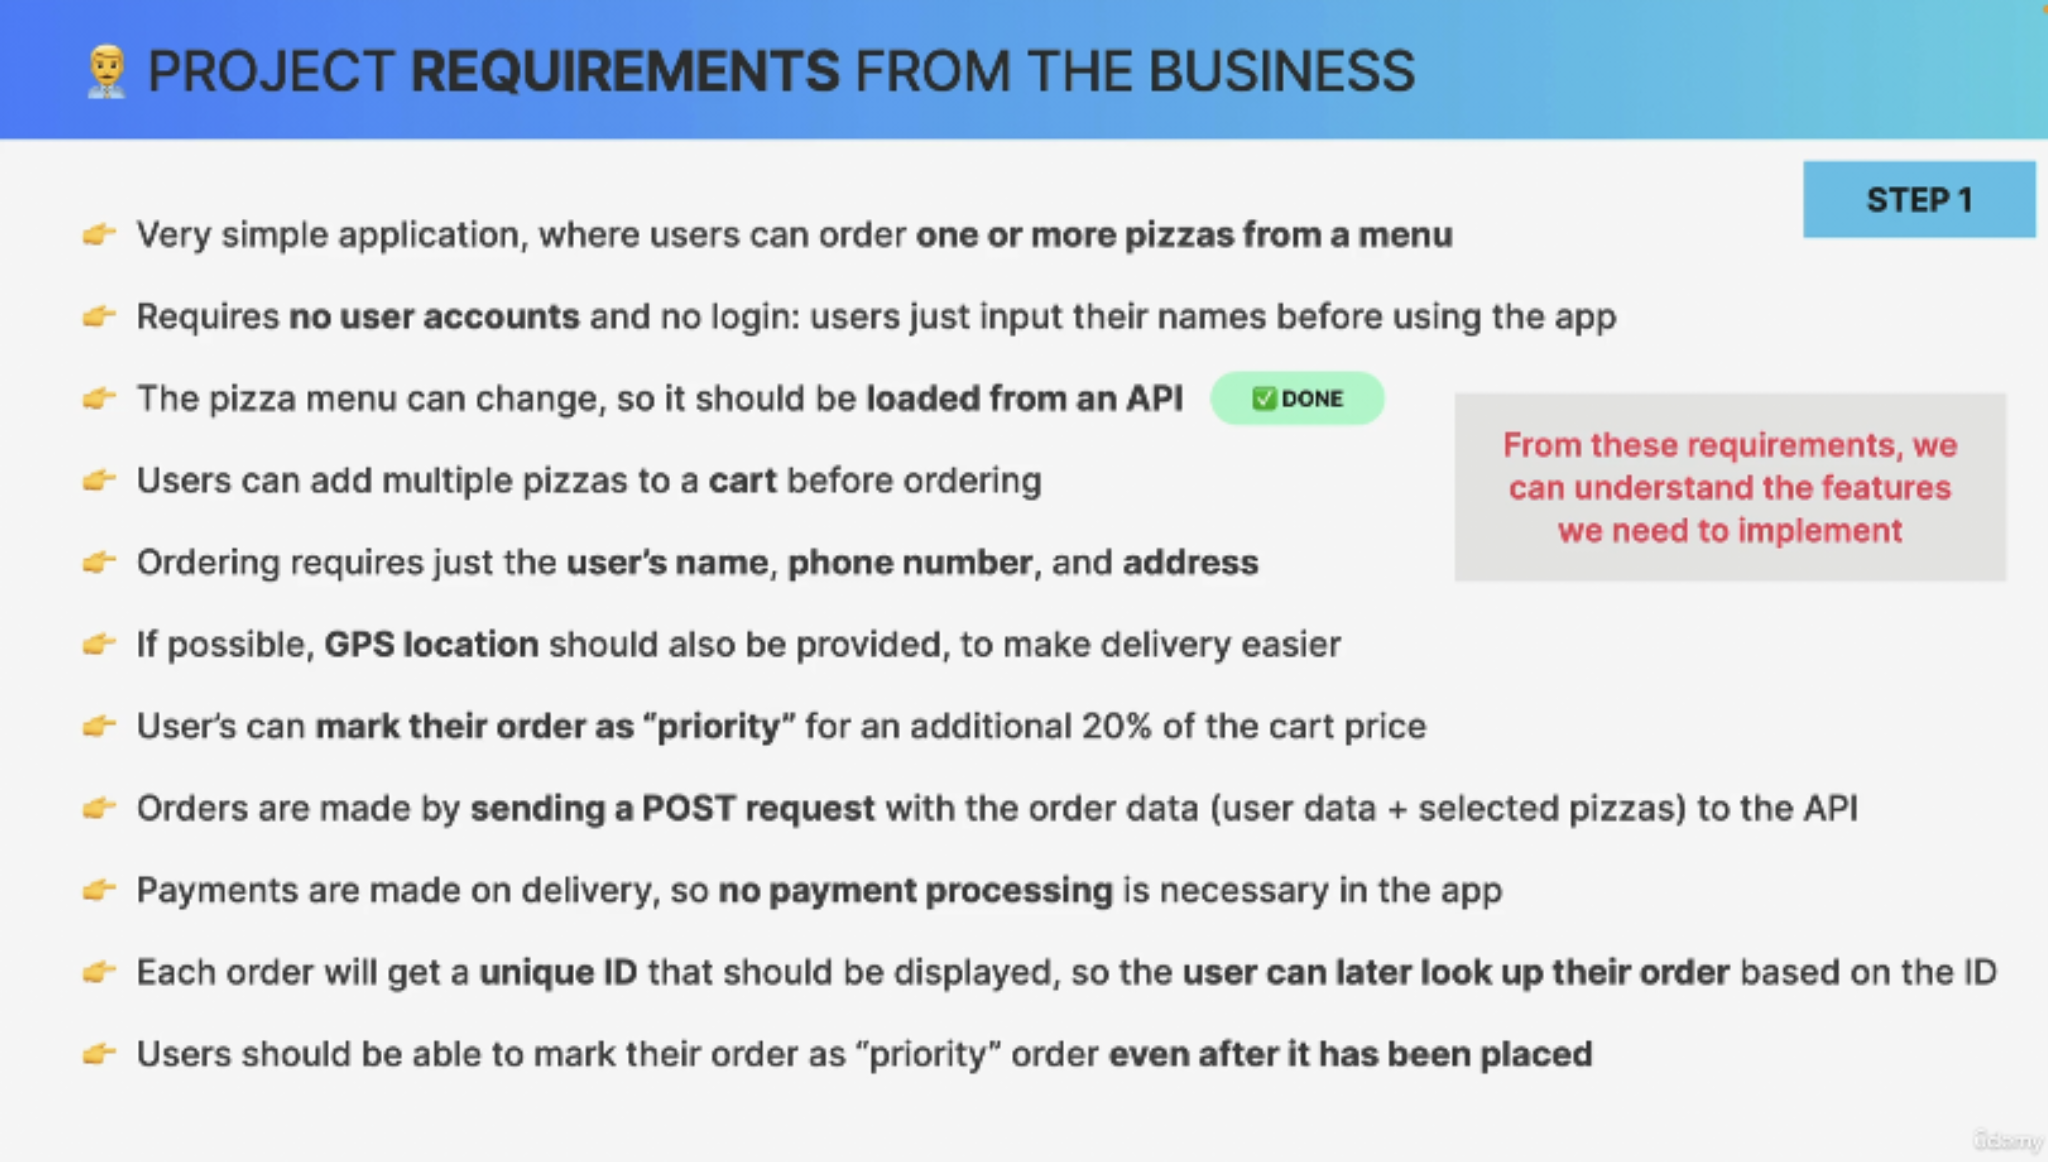 PROJECT REQUIREMENTS FROM THE BUSINESS
STEP 1
Very simple application, where users can order one or more pizzas from a menu
Requires no user accounts and no login: users just input their names before using the app
The pizza menu can change, so it should be loaded from an API
DONE
Users can add multiple pizzas to a cart before ordering
Ordering requires just the user’s name, phone number, and address
If possible, GPS location should also be provided, to make delivery easier
User’s can mark their order as “priority” for an additional 20% of the cart price
Orders are made by sending a POST request with the order data (user data + selected pizzas) to the API
Payments are made on delivery, so no payment processing is necessary in the app
Each order will get a unique ID that should be displayed, so the user can later look up their order based on the ID
Users should be able to mark their order as “priority” order even after it has been placed
From these requirements, we
can understand the features
we need to implement
ûdemy